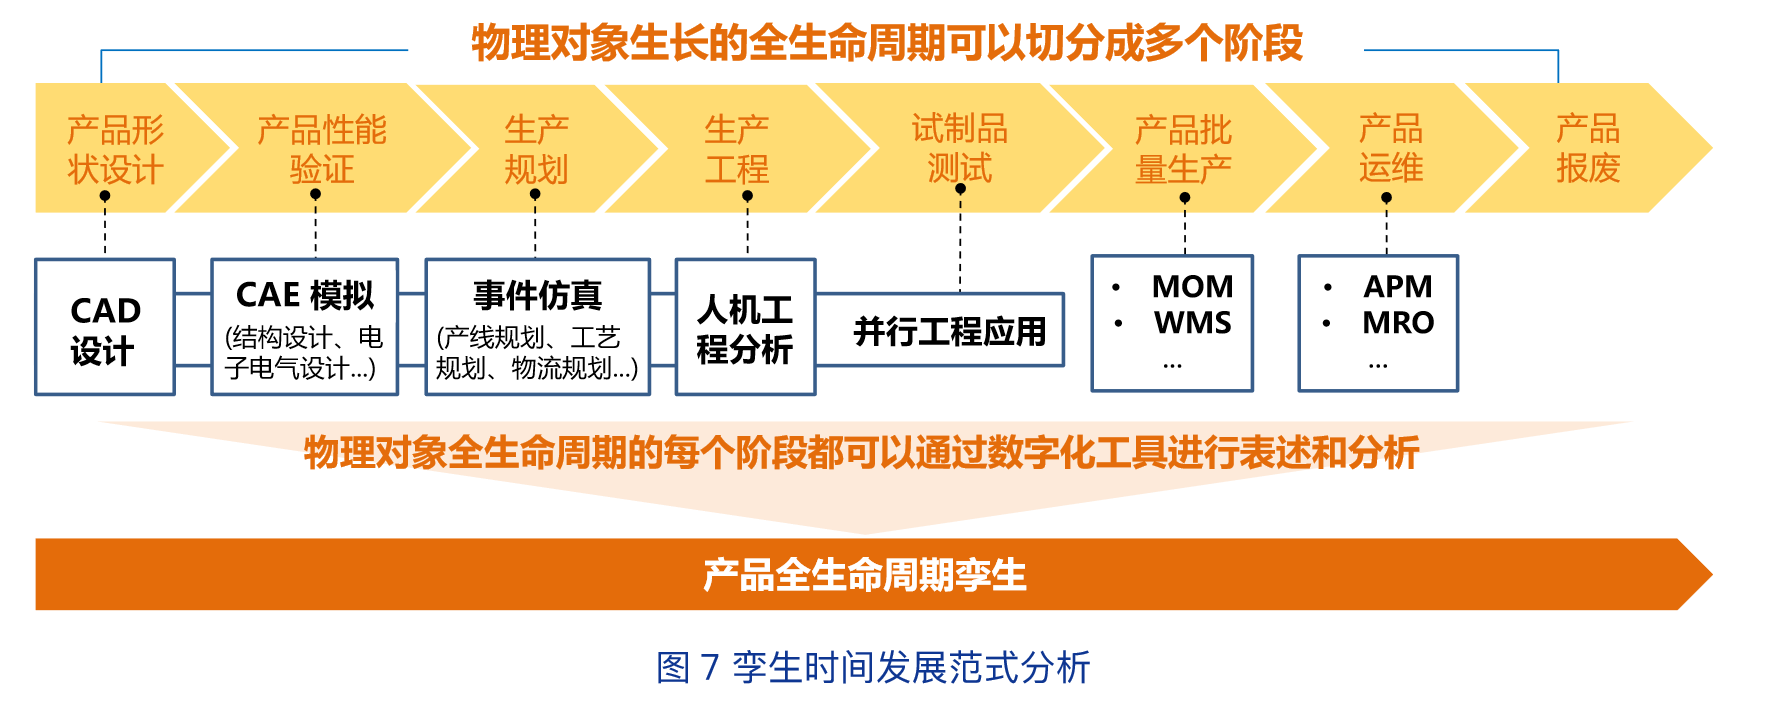 物理对象生长的全生命周期可以切分成多个阶段
产品形
状设计
产品性能
验证
生产
规划
生产
工程
试制品
测试
产品批
量生产
产品
运维
产品
报废
CAD
设计
CAE 模拟
(结构设计、电
子电气设计...)
事件仿真
(产线规划、工艺
规划、物流规划...)
人机工
程分析
并行工程应用
• MOM
• WMS
...
• APM
• MRO
...
物理对象全生命周期的每个阶段都可以通过数字化工具进行表述和分析
产品全生命周期孪生
图 7 孪生时间发展范式分析